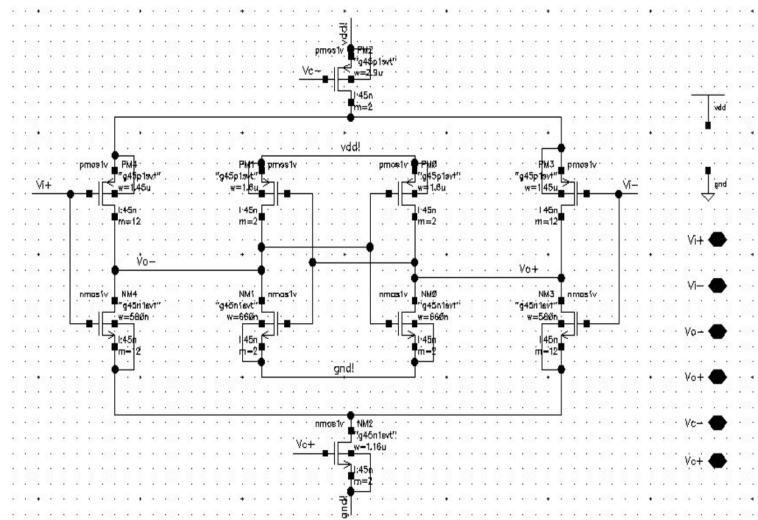 vdd!
pmos1v PM2
"g45p1svt"
w=2.9u
Vc-
l:45n
m=2
vdd!
pmos1v PM4
"g45p1svt"
w=1.45u
l:45n
m=12
Vi+
PM1 pmos1v
"g45p1svt"
w=1.6u
l:45n
m=2
pmos1v PM0
"g45p1svt"
w=1.6u
l:45n
m=2
PM3 pmos1v
"g45p1svt"
w=1.45u
l:45n
m=12
Vi-
Vo-
Vo+
nmos1v NM4
"g45n1svt"
w=580n
l:45n
m=12
NM1 nmos1v
"g45n1svt"
w=660n
l:45n
m=2
nmos1v NM0
"g45n1svt"
w=660n
l:45n
m=2
NM3 nmos1v
"g45n1svt"
w=580n
l:45n
m=12
gnd!
nmos1v NM2
"g45n1svt"
w=1.16u
Vc+
l:45n
m=2
gnd!
vdd
gnd
Vi+
Vi-
Vo-
Vo+
Vc-
Vc+